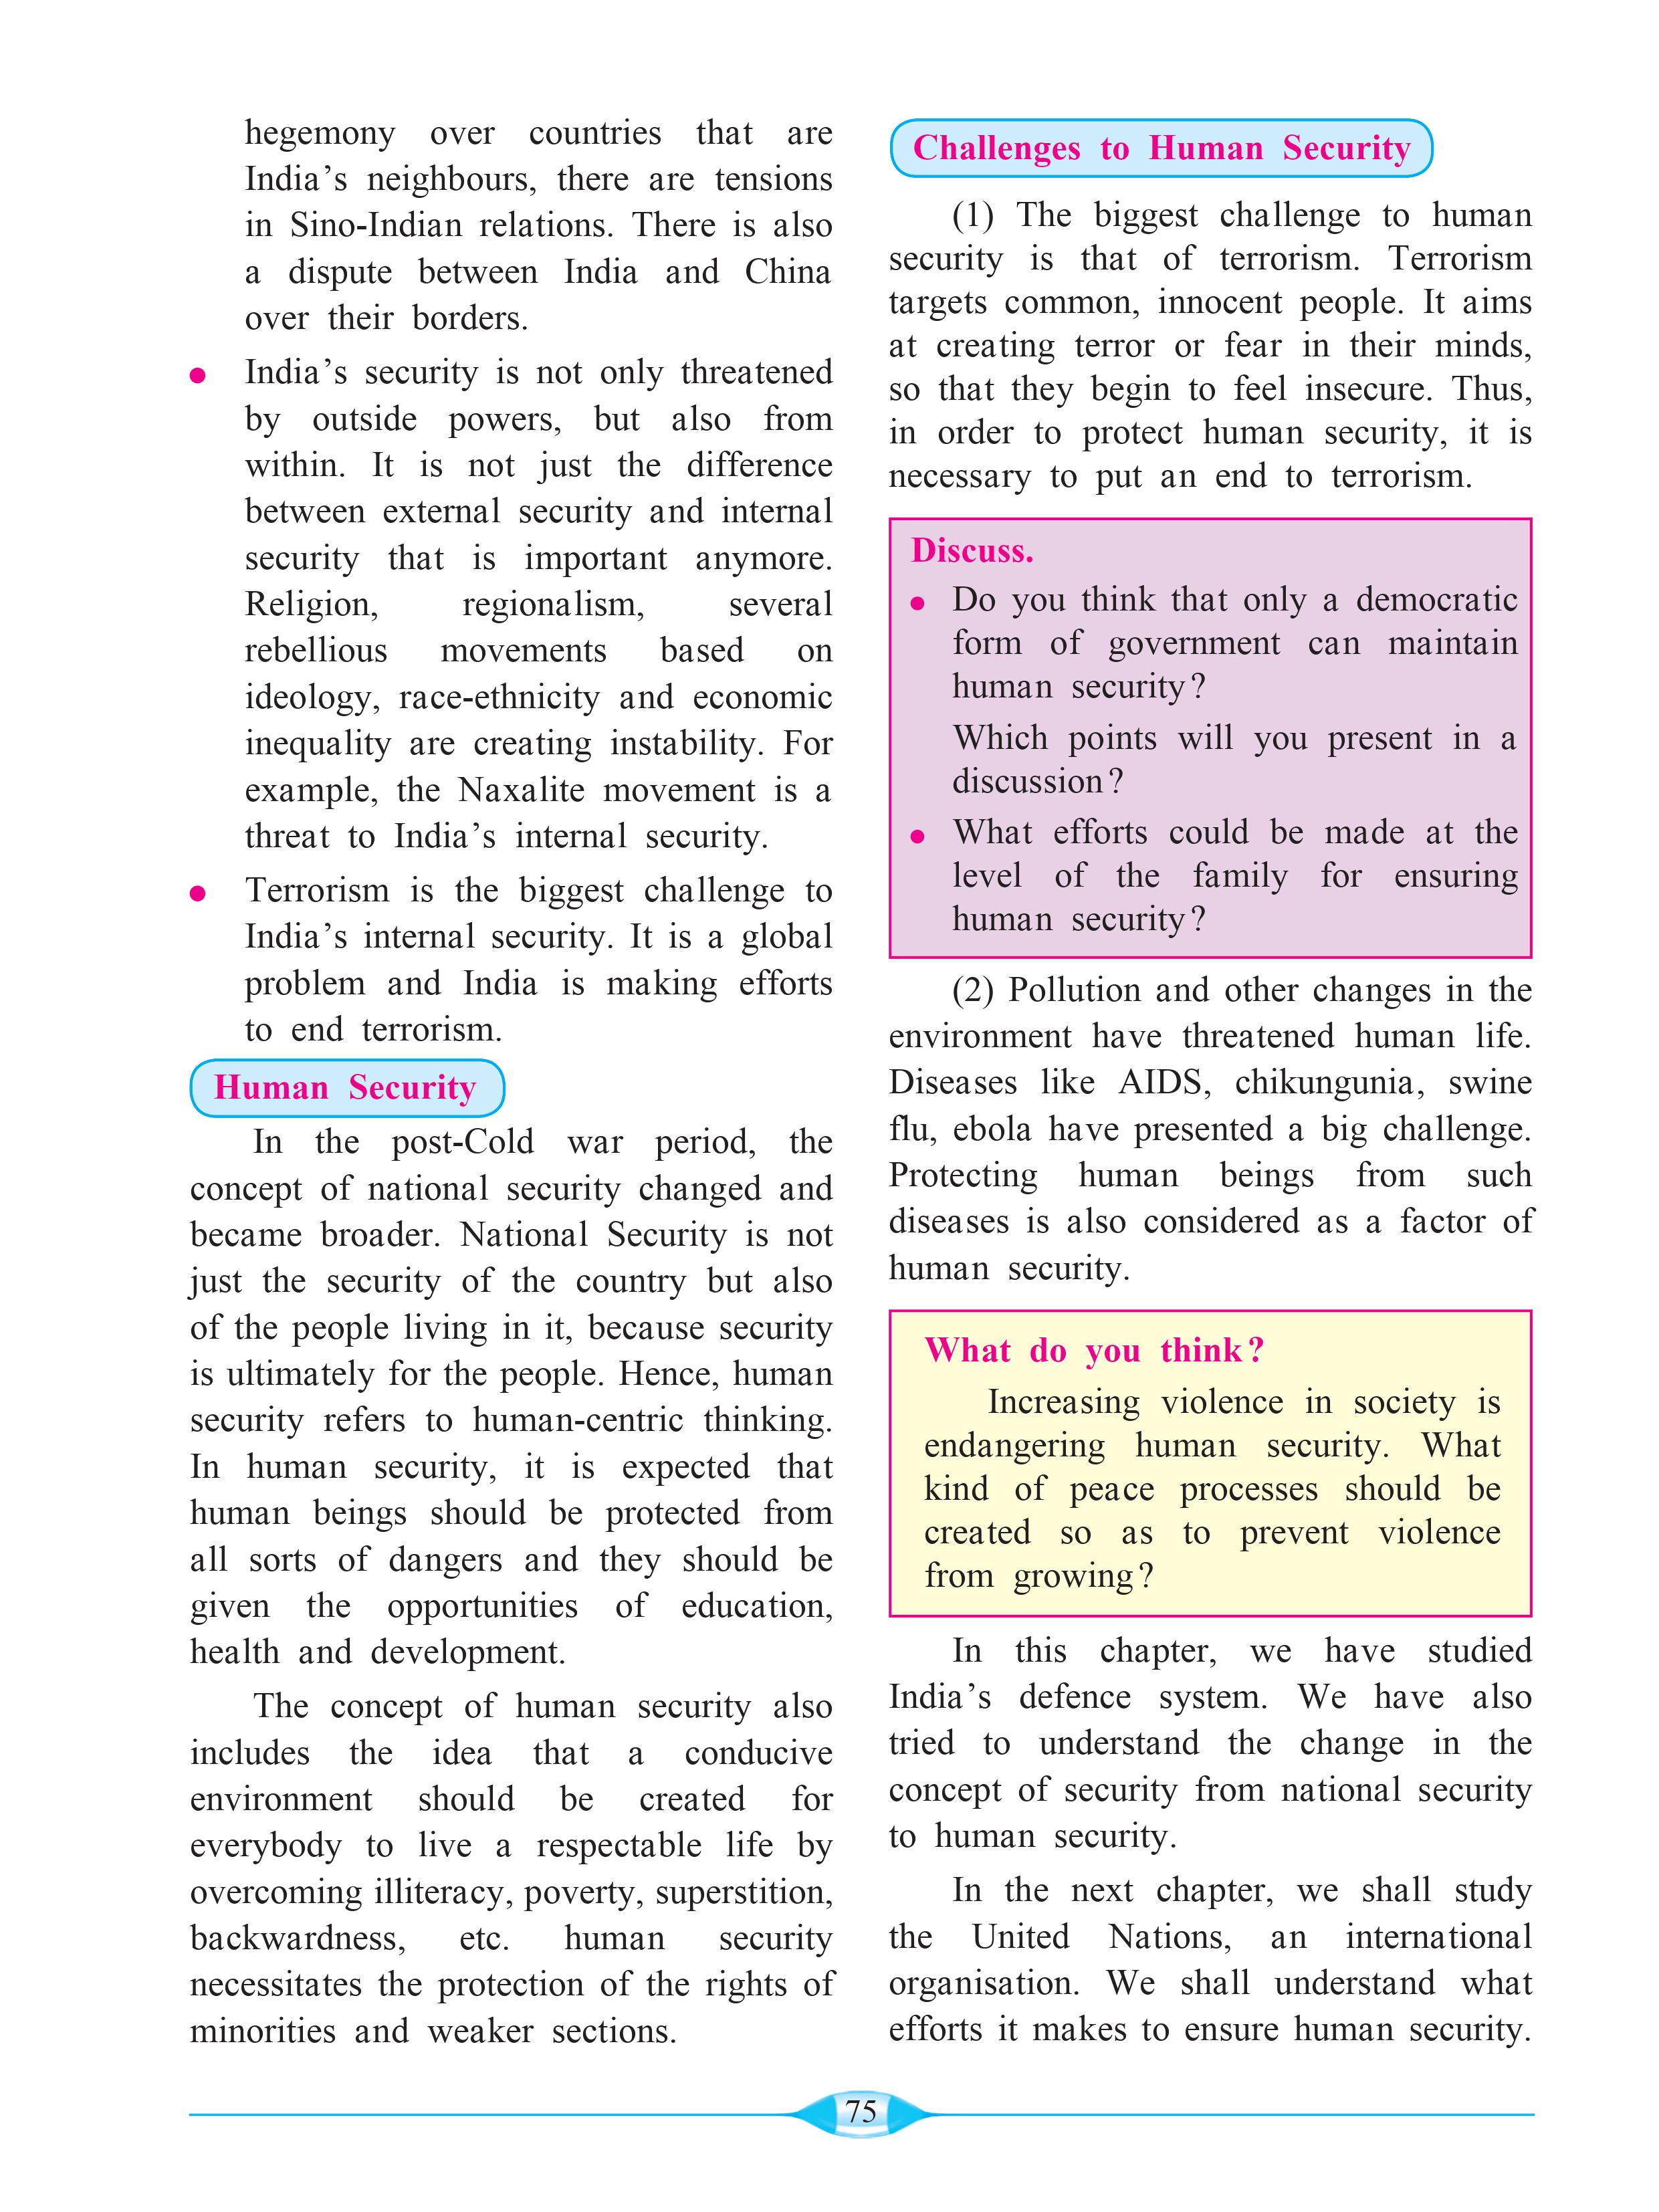 hegemony over countries that are
India’s neighbours, there are tensions
in Sino-Indian relations. There is also
a dispute between India and China
over their borders.
● India’s security is not only threatened
by outside powers, but also from
within. It is not just the difference
between external security and internal
security that is important anymore.
Religion, regionalism, several
rebellious movements based on
ideology, race-ethnicity and economic
inequality are creating instability. For
example, the Naxalite movement is a
threat to India’s internal security.
● Terrorism is the biggest challenge to
India’s internal security. It is a global
problem and India is making efforts
to end terrorism.
Human Security
In the post-Cold war period, the
concept of national security changed and
became broader. National Security is not
just the security of the country but also
of the people living in it, because security
is ultimately for the people. Hence, human
security refers to human-centric thinking.
In human security, it is expected that
human beings should be protected from
all sorts of dangers and they should be
given the opportunities of education,
health and development.
The concept of human security also
includes the idea that a conducive
environment should be created for
everybody to live a respectable life by
overcoming illiteracy, poverty, superstition,
backwardness, etc. human security
necessitates the protection of the rights of
minorities and weaker sections.
Challenges to Human Security
(1) The biggest challenge to human
security is that of terrorism. Terrorism
targets common, innocent people. It aims
at creating terror or fear in their minds,
so that they begin to feel insecure. Thus,
in order to protect human security, it is
necessary to put an end to terrorism.
Discuss.
● Do you think that only a democratic
form of government can maintain
human security?
Which points will you present in a
discussion?
● What efforts could be made at the
level of the family for ensuring
human security?
(2) Pollution and other changes in the
environment have threatened human life.
Diseases like AIDS, chikungunia, swine
flu, ebola have presented a big challenge.
Protecting human beings from such
diseases is also considered as a factor of
human security.
What do you think?
Increasing violence in society is
endangering human security. What
kind of peace processes should be
created so as to prevent violence
from growing?
In this chapter, we have studied
India’s defence system. We have also
tried to understand the change in the
concept of security from national security
to human security.
In the next chapter, we shall study
the United Nations, an international
organisation. We shall understand what
efforts it makes to ensure human security.
75